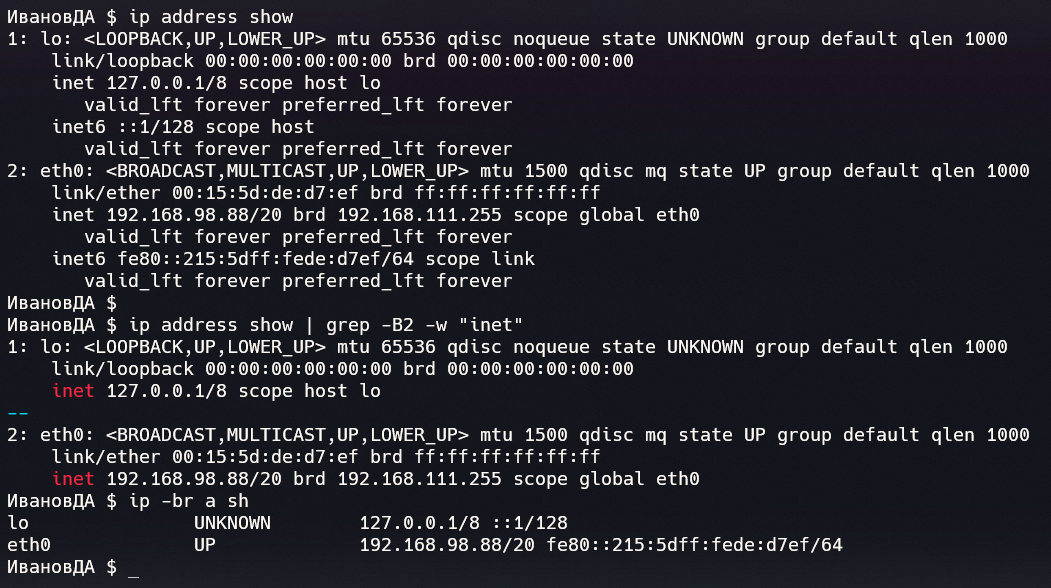 ИвановДА $ ip address show
1: lo: <LOOPBACK,UP,LOWER_UP> mtu 65536 qdisc noqueue state UNKNOWN group default qlen 1000
    link/loopback 00:00:00:00:00:00 brd 00:00:00:00:00:00
    inet 127.0.0.1/8 scope host lo
       valid_lft forever preferred_lft forever
    inet6 ::1/128 scope host
       valid_lft forever preferred_lft forever
2: eth0: <BROADCAST,MULTICAST,UP,LOWER_UP> mtu 1500 qdisc mq state UP group default qlen 1000
    link/ether 00:15:5d:de:d7:ef brd ff:ff:ff:ff:ff:ff
    inet 192.168.98.88/20 brd 192.168.111.255 scope global eth0
       valid_lft forever preferred_lft forever
    inet6 fe80::215:5dff:fede:d7ef/64 scope link
       valid_lft forever preferred_lft forever
ИвановДА $
ИвановДА $ ip address show | grep -B2 -w "inet"
1: lo: <LOOPBACK,UP,LOWER_UP> mtu 65536 qdisc noqueue state UNKNOWN group default qlen 1000
    link/loopback 00:00:00:00:00:00 brd 00:00:00:00:00:00
    inet 127.0.0.1/8 scope host lo
--
2: eth0: <BROADCAST,MULTICAST,UP,LOWER_UP> mtu 1500 qdisc mq state UP group default qlen 1000
    link/ether 00:15:5d:de:d7:ef brd ff:ff:ff:ff:ff:ff
    inet 192.168.98.88/20 brd 192.168.111.255 scope global eth0
ИвановДА $ ip -br a sh
lo               UNKNOWN        127.0.0.1/8 ::1/128
eth0             UP             192.168.98.88/20 fe80::215:5dff:fede:d7ef/64
ИвановДА $ _